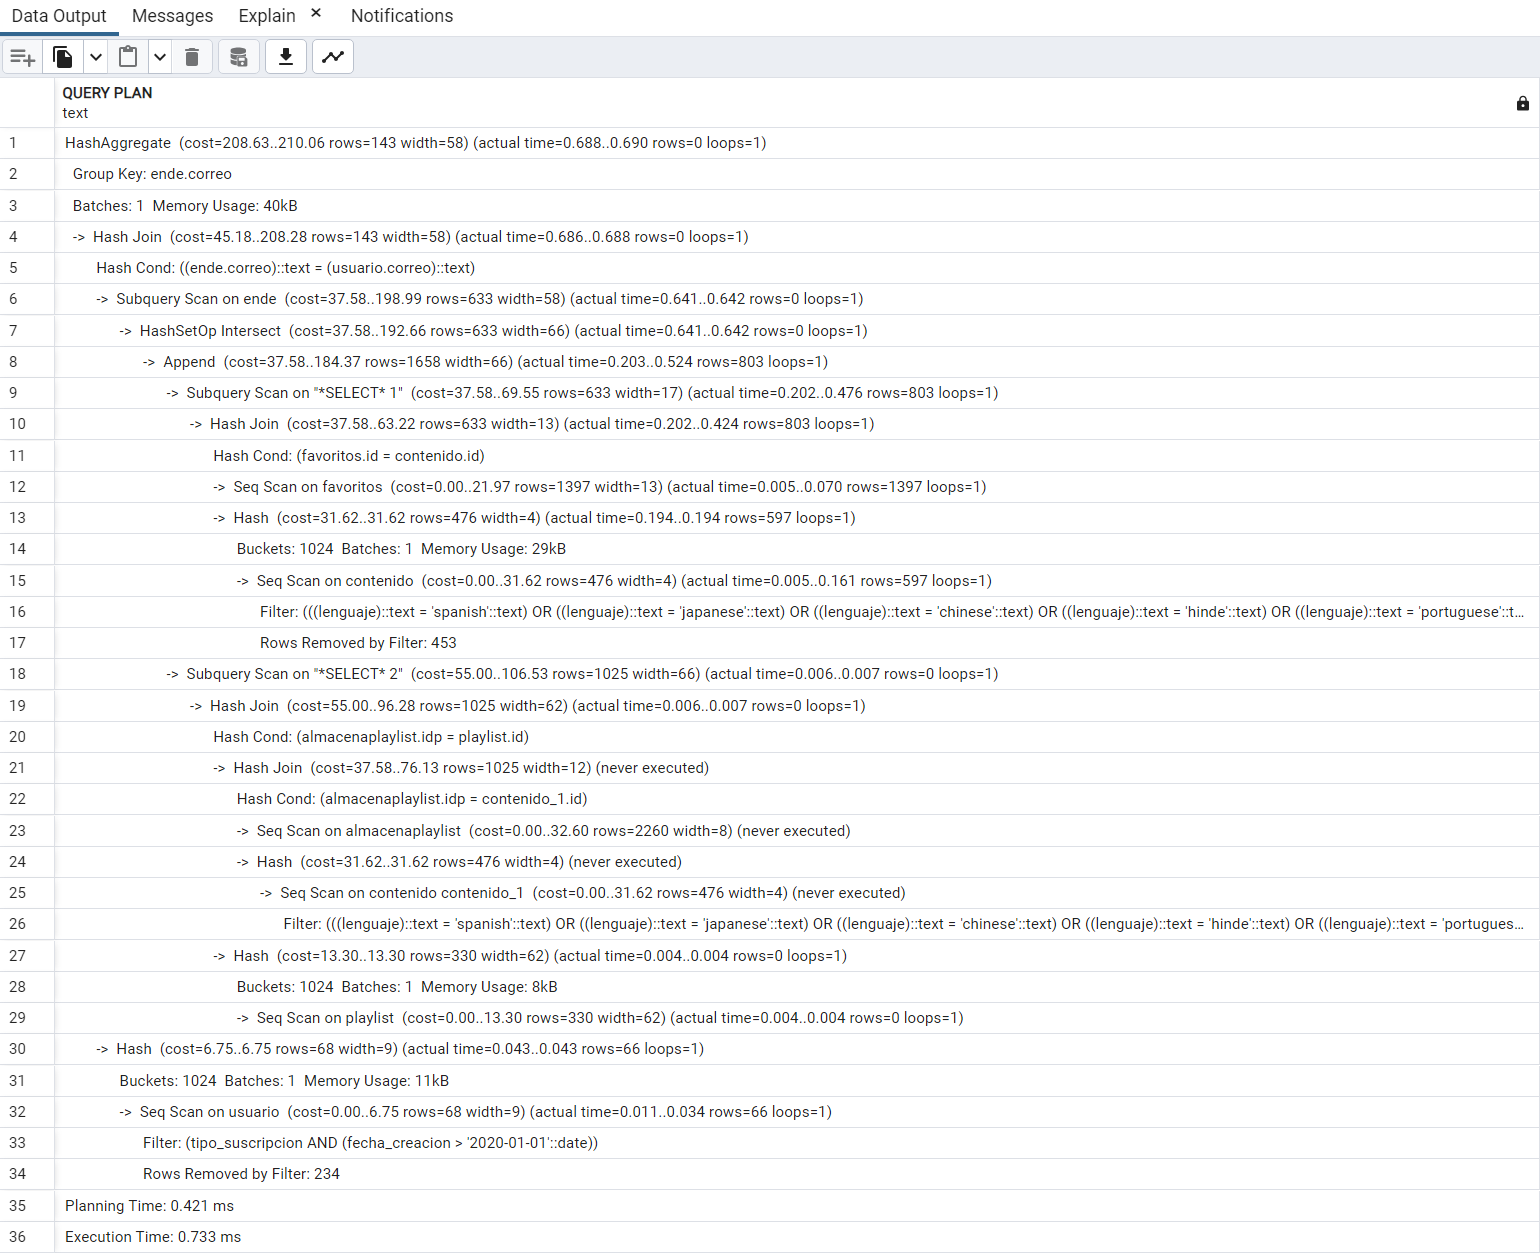 Data Output Messages Explain × Notifications
QUERY PLAN
text
1 HashAggregate (cost=208.63..210.06 rows=143 width=58) (actual time=0.688..0.690 rows=0 loops=1)
2 Group Key: ende.correo
3 Batches: 1 Memory Usage: 40kB
4 -> Hash Join (cost=45.18..208.28 rows=143 width=58) (actual time=0.686..0.688 rows=0 loops=1)
5 Hash Cond: ((ende.correo)::text = (usuario.correo)::text)
6 -> Subquery Scan on ende (cost=37.58..198.99 rows=633 width=58) (actual time=0.641..0.642 rows=0 loops=1)
7 -> HashSetOp Intersect (cost=37.58..192.66 rows=633 width=66) (actual time=0.641..0.642 rows=0 loops=1)
8 -> Append (cost=37.58..184.37 rows=1658 width=66) (actual time=0.203..0.524 rows=803 loops=1)
9 -> Subquery Scan on "*SELECT* 1" (cost=37.58..69.55 rows=633 width=17) (actual time=0.202..0.476 rows=803 loops=1)
10 -> Hash Join (cost=37.58..63.22 rows=633 width=13) (actual time=0.202..0.424 rows=803 loops=1)
11 Hash Cond: (favoritos.id = contenido.id)
12 -> Seq Scan on favoritos (cost=0.00..21.97 rows=1397 width=13) (actual time=0.005..0.070 rows=1397 loops=1)
13 -> Hash (cost=31.62..31.62 rows=476 width=4) (actual time=0.194..0.194 rows=597 loops=1)
14 Buckets: 1024 Batches: 1 Memory Usage: 29kB
15 -> Seq Scan on contenido (cost=0.00..31.62 rows=476 width=4) (actual time=0.005..0.161 rows=597 loops=1)
16 Filter: (((lenguaje)::text = 'spanish'::text) OR ((lenguaje)::text = 'japanese'::text) OR ((lenguaje)::text = 'chinese'::text) OR ((lenguaje)::text = 'hinde'::text) OR ((lenguaje)::text = 'portuguese'::t...
17 Rows Removed by Filter: 453
18 -> Subquery Scan on "*SELECT* 2" (cost=55.00..106.53 rows=1025 width=66) (actual time=0.006..0.007 rows=0 loops=1)
19 -> Hash Join (cost=55.00..96.28 rows=1025 width=62) (actual time=0.006..0.007 rows=0 loops=1)
20 Hash Cond: (almacenaplaylist.idp = playlist.id)
21 -> Hash Join (cost=37.58..76.13 rows=1025 width=12) (never executed)
22 Hash Cond: (almacenaplaylist.idp = contenido_1.id)
23 -> Seq Scan on almacenaplaylist (cost=0.00..32.60 rows=2260 width=8) (never executed)
24 -> Hash (cost=31.62..31.62 rows=476 width=4) (never executed)
25 -> Seq Scan on contenido contenido_1 (cost=0.00..31.62 rows=476 width=4) (never executed)
26 Filter: (((lenguaje)::text = 'spanish'::text) OR ((lenguaje)::text = 'japanese'::text) OR ((lenguaje)::text = 'chinese'::text) OR ((lenguaje)::text = 'hinde'::text) OR ((lenguaje)::text = 'portugues...
27 -> Hash (cost=13.30..13.30 rows=330 width=62) (actual time=0.004..0.004 rows=0 loops=1)
28 Buckets: 1024 Batches: 1 Memory Usage: 8kB
29 -> Seq Scan on playlist (cost=0.00..13.30 rows=330 width=62) (actual time=0.004..0.004 rows=0 loops=1)
30 -> Hash (cost=6.75..6.75 rows=68 width=9) (actual time=0.043..0.043 rows=66 loops=1)
31 Buckets: 1024 Batches: 1 Memory Usage: 11kB
32 -> Seq Scan on usuario (cost=0.00..6.75 rows=68 width=9) (actual time=0.011..0.034 rows=66 loops=1)
33 Filter: (tipo_suscripcion AND (fecha_creacion > '2020-01-01'::date))
34 Rows Removed by Filter: 234
35 Planning Time: 0.421 ms
36 Execution Time: 0.733 ms